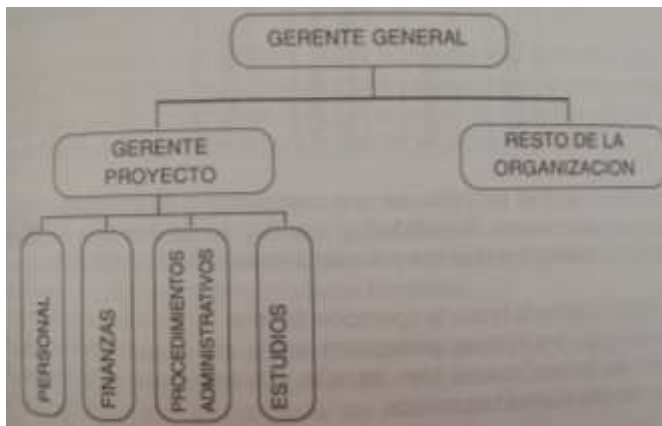 GERENTE GENERAL
GERENTE
PROYECTO
RESTO DE LA
ORGANIZACION
PERSONAL
FINANZAS
PROCEDIMIENTOS
ADMINISTRATIVOS
ESTUDIOS